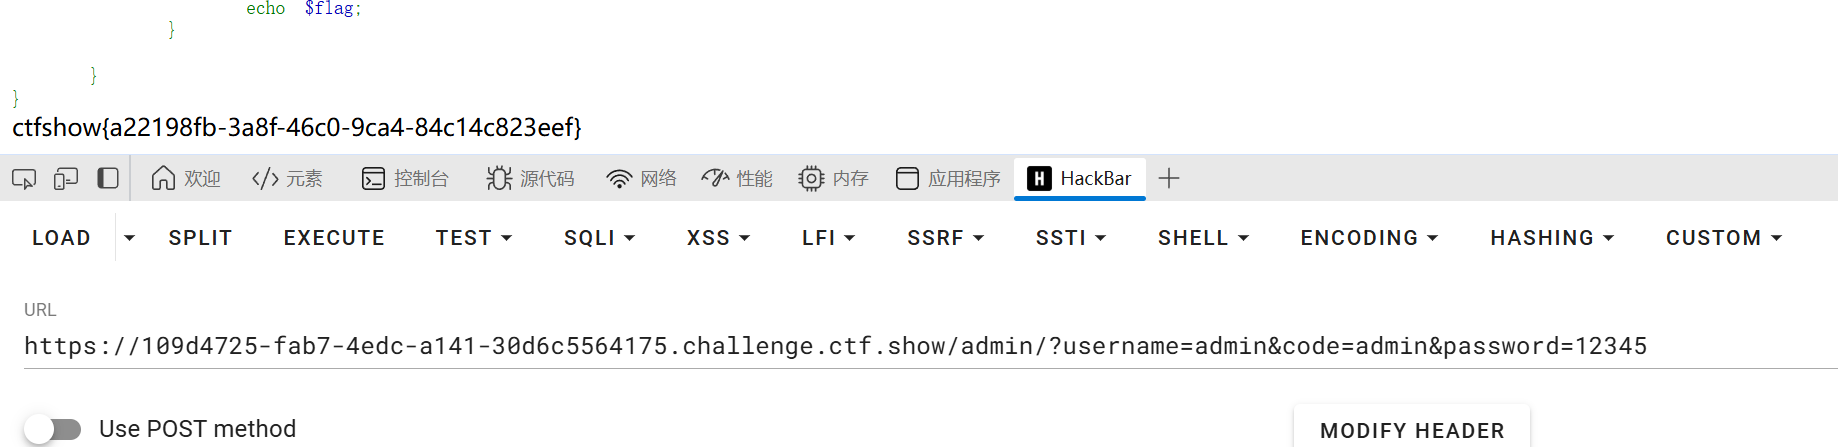 echo $flag;
}
}
}
ctfshow{a22198fb-3a8f-46c0-9ca4-84c14c823eef}
欢迎 </> 元素 控制台 源代码 网络 性能 内存 应用程序 H HackBar +
LOAD SPLIT EXECUTE TEST SQLI XSS LFI SSRF SSTI SHELL ENCODING HASHING CUSTOM
URL
https://109d4725-fab7-4edc-a141-30d6c5564175.challenge.ctf.show/admin/?username=admin&code=admin&password=12345
Use POST method MODIFY HEADER